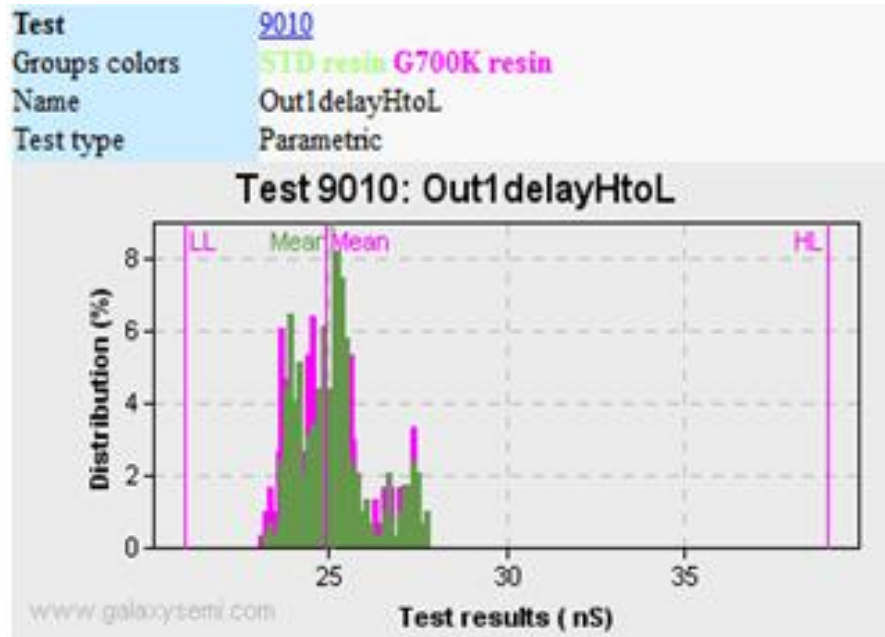 Test 9010
Groups colors STD resin G700K resin
Name Out1delayHtoL
Test type Parametric
Test 9010: Out1delayHtoL
LL Mean Mean HL
8
6
4
2
0
Distribution (%)
25 30 35
www.galaxysemi.com
Test results ( nS)